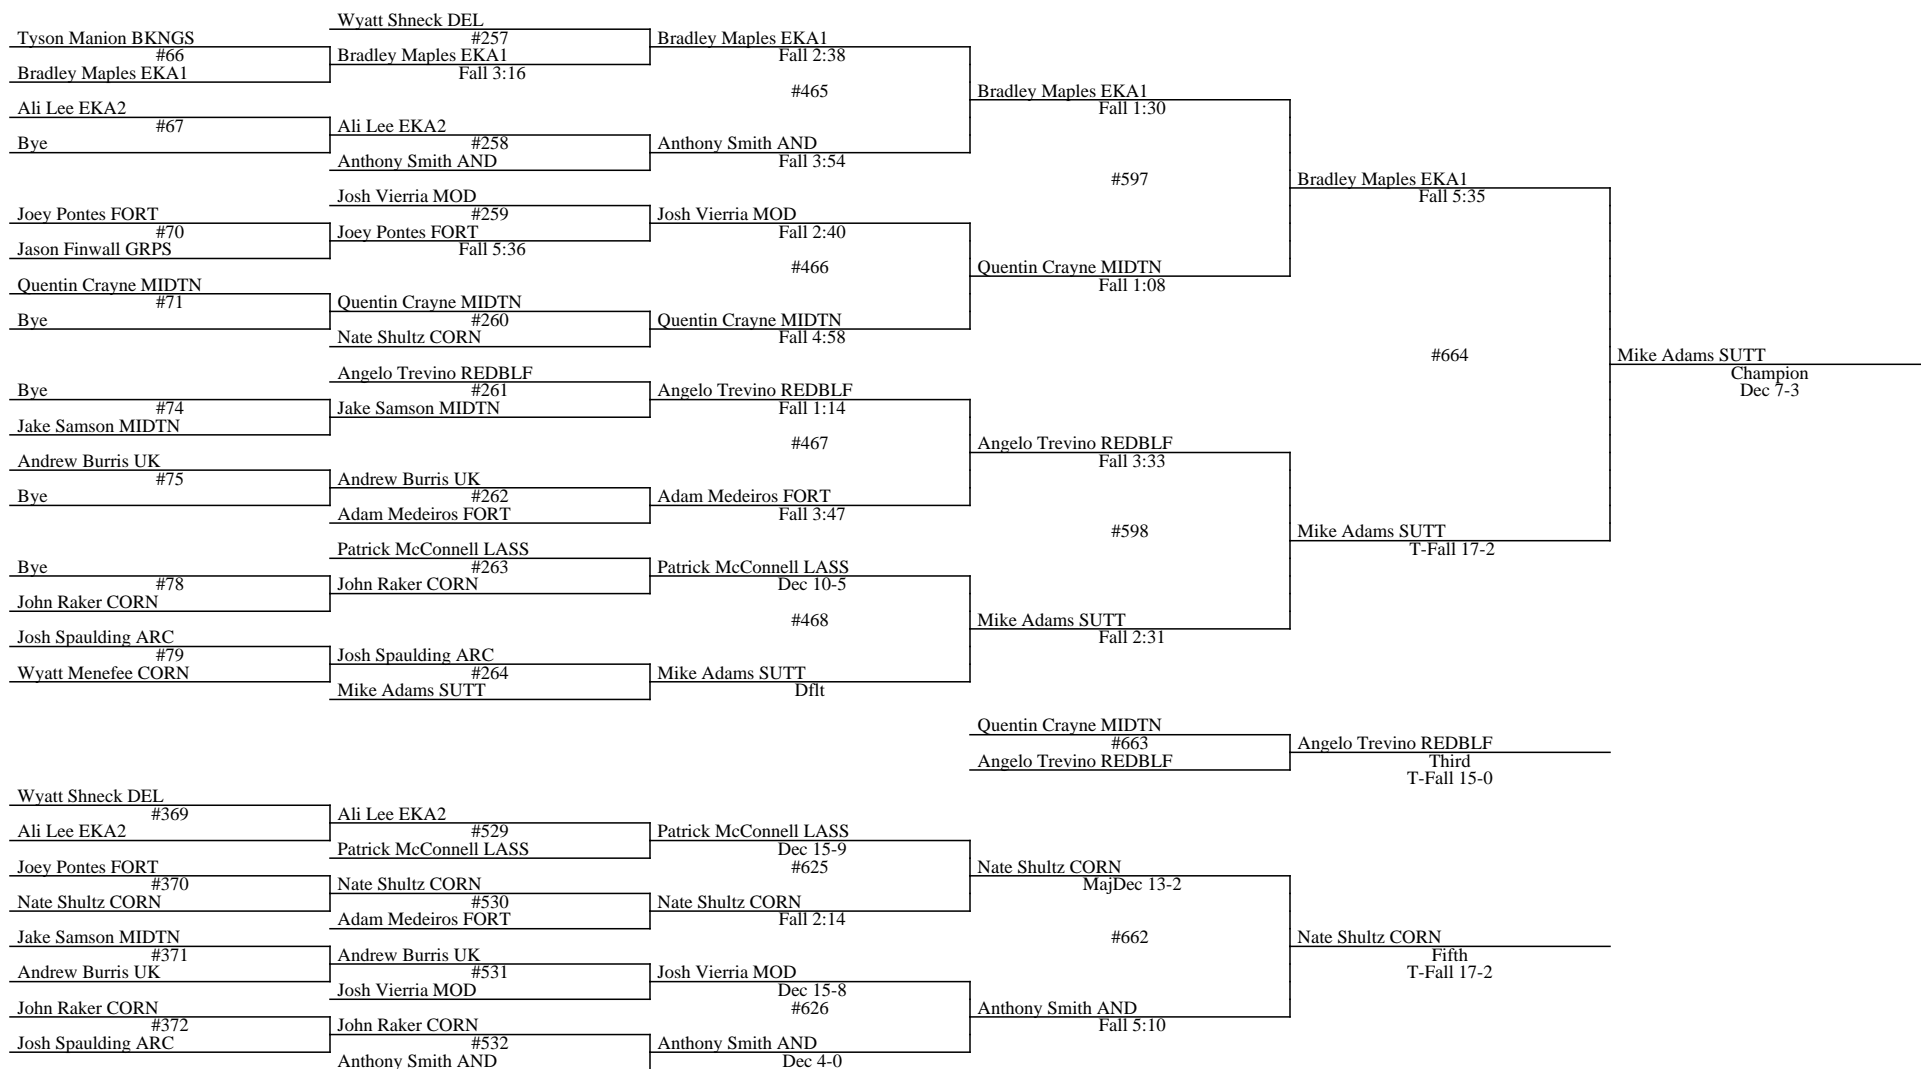 Wyatt Shneck DEL
Tyson Manion BKNGS
#257
Bradley Maples EKA1
#66
Bradley Maples EKA1
Fall 2:38
Bradley Maples EKA1
Fall 3:16
#465
Bradley Maples EKA1
Ali Lee EKA2
Fall 1:30
#67
Ali Lee EKA2
Bye
#258
Anthony Smith AND
Anthony Smith AND
Fall 3:54
#597
Bradley Maples EKA1
Josh Vierria MOD
Fall 5:35
Joey Pontes FORT
#259
Josh Vierria MOD
#70
Joey Pontes FORT
Fall 2:40
Jason Finwall GRPS
Fall 5:36
#466
Quentin Crayne MIDTN
Quentin Crayne MIDTN
Fall 1:08
#71
Quentin Crayne MIDTN
Bye
#260
Quentin Crayne MIDTN
Nate Shultz CORN
Fall 4:58
#664
Mike Adams SUTT
Angelo Trevino REDBLF
Champion
Bye
#261
Angelo Trevino REDBLF
Dec 7-3
#74
Jake Samson MIDTN
Fall 1:14
Jake Samson MIDTN
#467
Angelo Trevino REDBLF
Andrew Burris UK
Fall 3:33
#75
Andrew Burris UK
Bye
#262
Adam Medeiros FORT
Adam Medeiros FORT
Fall 3:47
#598
Mike Adams SUTT
Patrick McConnell LASS
T-Fall 17-2
Bye
#263
Patrick McConnell LASS
#78
John Raker CORN
Dec 10-5
John Raker CORN
#468
Mike Adams SUTT
Josh Spaulding ARC
Fall 2:31
#79
Josh Spaulding ARC
Wyatt Menefee CORN
#264
Mike Adams SUTT
Mike Adams SUTT
Dflt
Quentin Crayne MIDTN
#663
Angelo Trevino REDBLF
Angelo Trevino REDBLF
Third
T-Fall 15-0
Wyatt Shneck DEL
#369
Ali Lee EKA2
Ali Lee EKA2
#529
Patrick McConnell LASS
Patrick McConnell LASS
Dec 15-9
Joey Pontes FORT
#625
Nate Shultz CORN
#370
Nate Shultz CORN
MajDec 13-2
Nate Shultz CORN
#530
Nate Shultz CORN
Adam Medeiros FORT
Fall 2:14
Jake Samson MIDTN
#662
Nate Shultz CORN
#371
Andrew Burris UK
Fifth
Andrew Burris UK
#531
Josh Vierria MOD
T-Fall 17-2
Josh Vierria MOD
Dec 15-8
John Raker CORN
#626
Anthony Smith AND
#372
John Raker CORN
Fall 5:10
Josh Spaulding ARC
#532
Anthony Smith AND
Anthony Smith AND
Dec 4-0